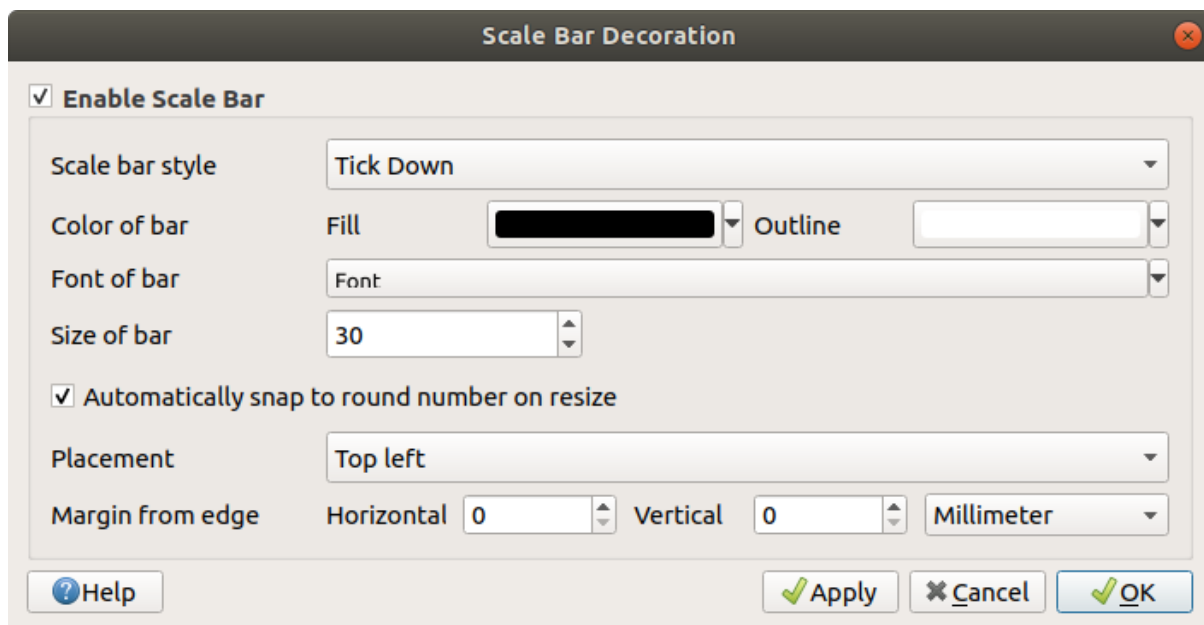 Scale Bar Decoration
Enable Scale Bar
Scale bar style Tick Down
Color of bar Fill Outline
Font of bar Font
Size of bar 30
Automatically snap to round number on resize
Placement Top left
Margin from edge Horizontal 0 Vertical 0 Millimeter
Help Apply Cancel OK